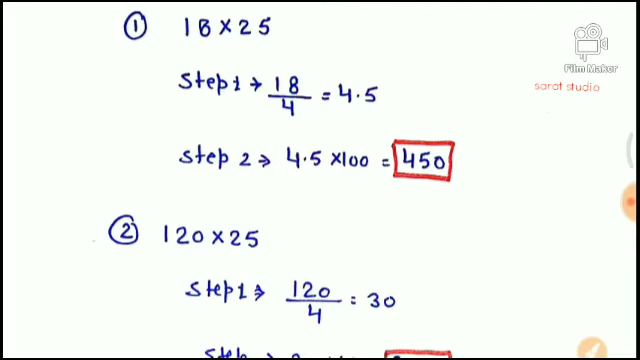 ① 18 × 25
Step 1 → 18/4 = 4.5
Step 2 → 4.5 × 100 = 450
② 120 × 25
Step 1 → 120/4 = 30
Film Maker
sarot studio